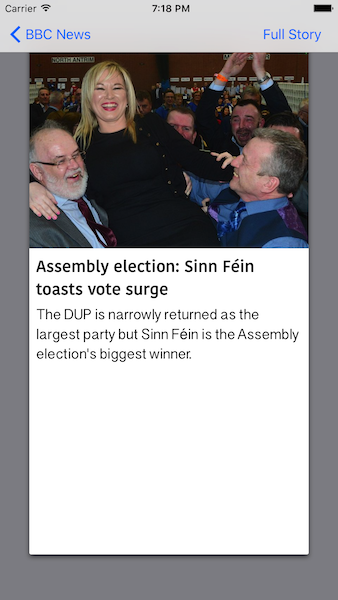 Carrier 7:18 PM
BBC News Full Story
NORTH ANTRIM
Assembly election: Sinn Féin
toasts vote surge
The DUP is narrowly returned as the
largest party but Sinn Féin is the Assembly
election's biggest winner.